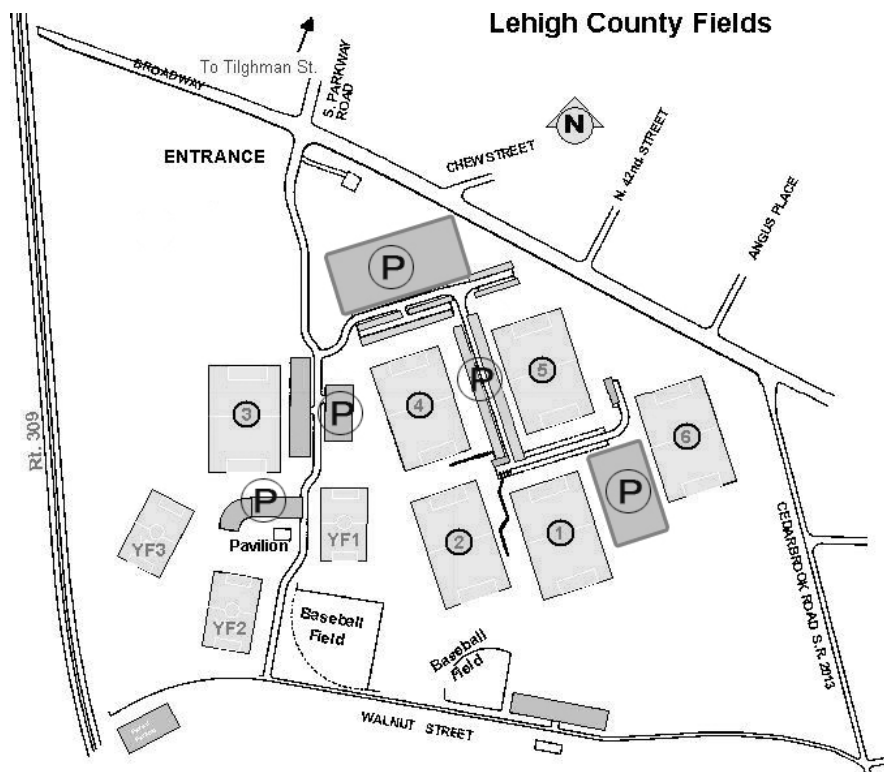 Lehigh County Fields
To Tilghman St.
BROADWAY
S. PARKWAY
ROAD
N
ENTRANCE
CHEW STREET
N. 42nd. STREET
ANGUS PLACE
P
P
5
4
3
P
6
Rt. 309
P
P
1
2
YF3
Pavilion
YF1
CEDARBROOK ROAD S.R. 2013
YF2
Baseball
Field
Baseball
Field
WALNUT STREET